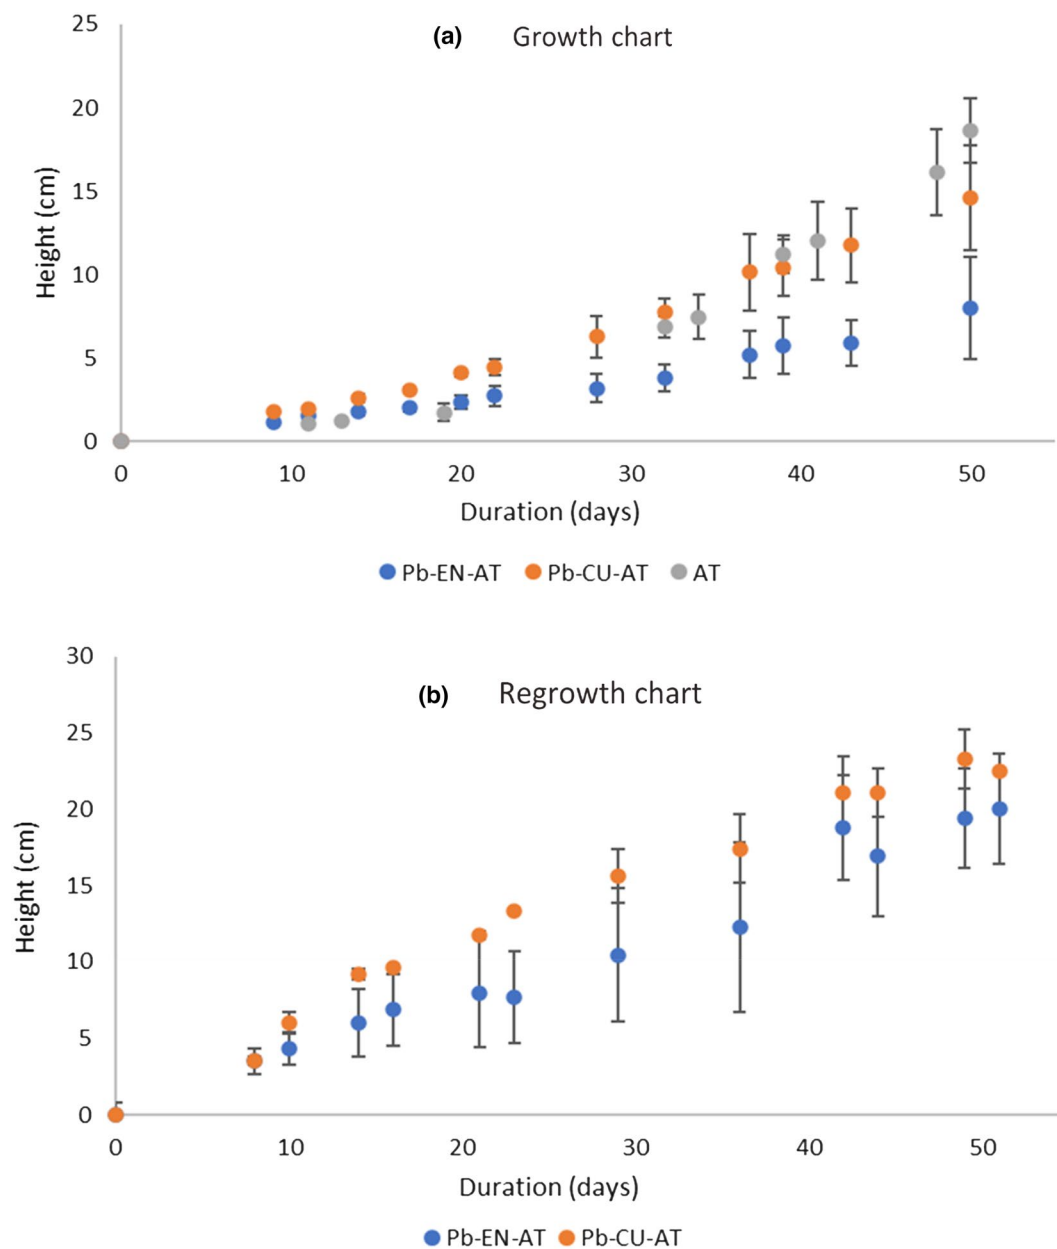 (a) Growth chart
25
20
15
10
5
0
Height (cm)
0 10 20 30 40 50
Duration (days)
Pb-EN-AT Pb-CU-AT AT
(b) Regrowth chart
30
25
20
15
10
5
0
Height (cm)
0 10 20 30 40 50
Duration (days)
Pb-EN-AT Pb-CU-AT